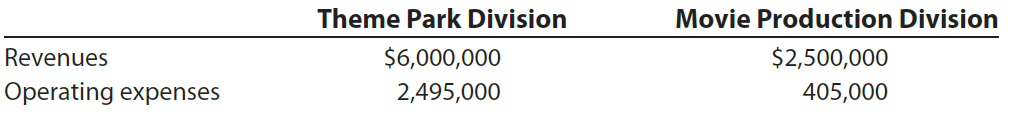 Theme Park Division Movie Production Division
Revenues $6,000,000 $2,500,000
Operating expenses 2,495,000 405,000